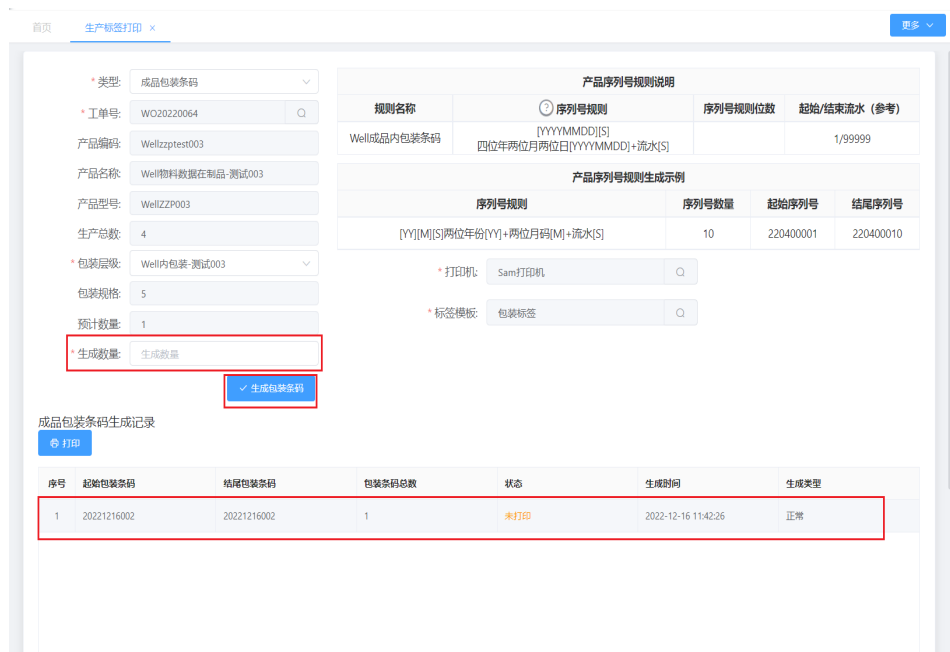 首页
生产标签打印 ×
更多
* 类型: 成品包装条码
* 工单号: WO20220064
产品编码: Wellzzptest003
产品名称: Well物料数据在制品-测试003
产品型号: WellZZP003
生产总数: 4
* 包装层级: Well内包装-测试003
包装规格: 5
预计数量: 1
* 生成数量: 生成数量
✓ 生成包装条码
产品序列号规则说明
规则名称 ? 序列号规则 序列号规则位数 起始/结束流水（参考）
Well成品内包装条码 [YYYYMMDD][S] 1/99999
四位年两位月两位日[YYYYMMDD]+流水[S]
产品序列号规则生成示例
序列号规则 序列号数量 起始序列号 结尾序列号
[YY][M][S]两位年份[YY]+两位月码[M]+流水[S] 10 220400001 220400010
* 打印机: Sam打印机
* 标签模板: 包装标签
成品包装条码生成记录
打印
序号 起始包装条码 结尾包装条码 包装条码总数 状态 生成时间 生成类型
1 20221216002 20221216002 1 未打印 2022-12-16 11:42:26 正常